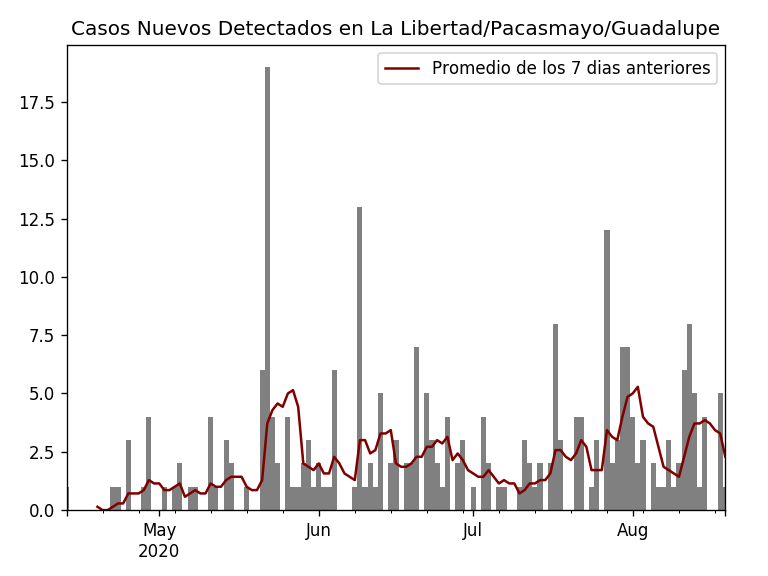 Casos Nuevos Detectados en La Libertad/Pacasmayo/Guadalupe
Promedio de los 7 dias anteriores
17.5
15.0
12.5
10.0
7.5
5.0
2.5
0.0
May
2020
Jun
Jul
Aug